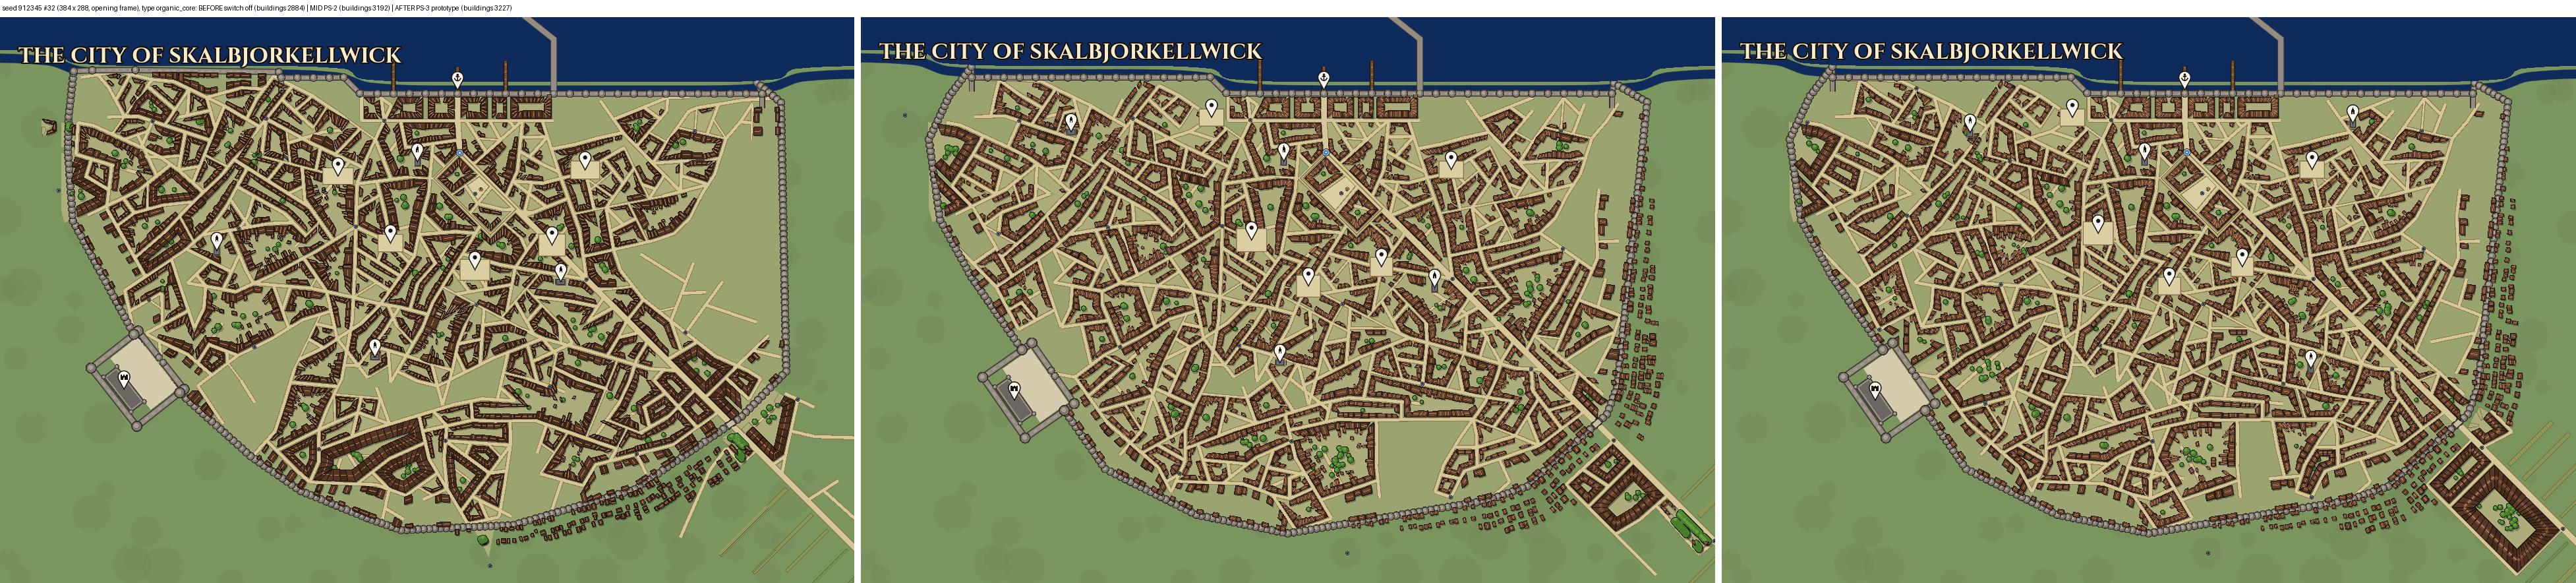 seed 912345 #32 (384 x 288, opening frame), type organic_core: BEFORE switch off (buildings 2884) | MID PS-2 (buildings 3192) | AFTER PS-3 prototype (buildings 3227)
THE CITY OF SKALBJORKELLWICK
THE CITY OF SKALBJORKELLWICK
THE CITY OF SKALBJORKELLWICK